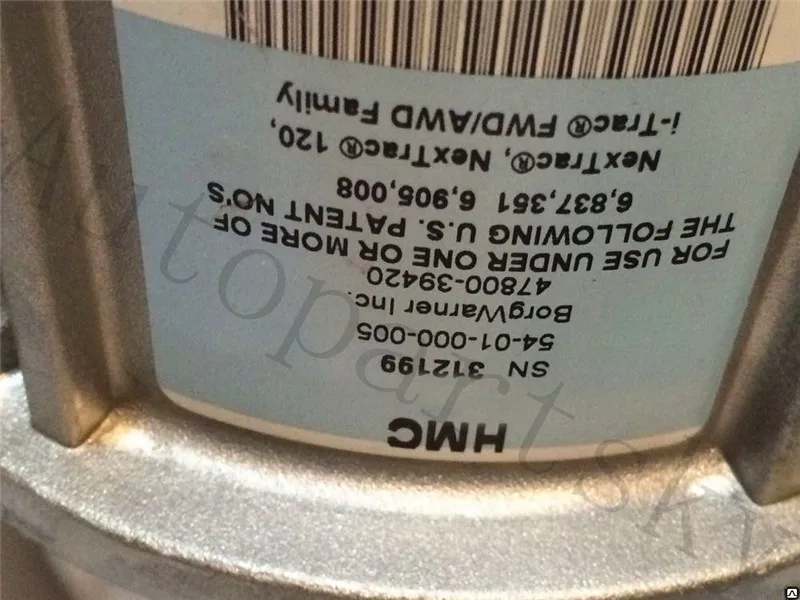 HMC
SN 312199
54-01-000-005
BorgWarner Inc.
47800-39420
FOR USE UNDER ONE OR MORE OF
THE FOLLOWING U.S. PATENT NO'S
6,837,351 6,905,008
NexTrac®, NexTrac® 120,
i-Trac® FWD/AWD Family
Autopartsky